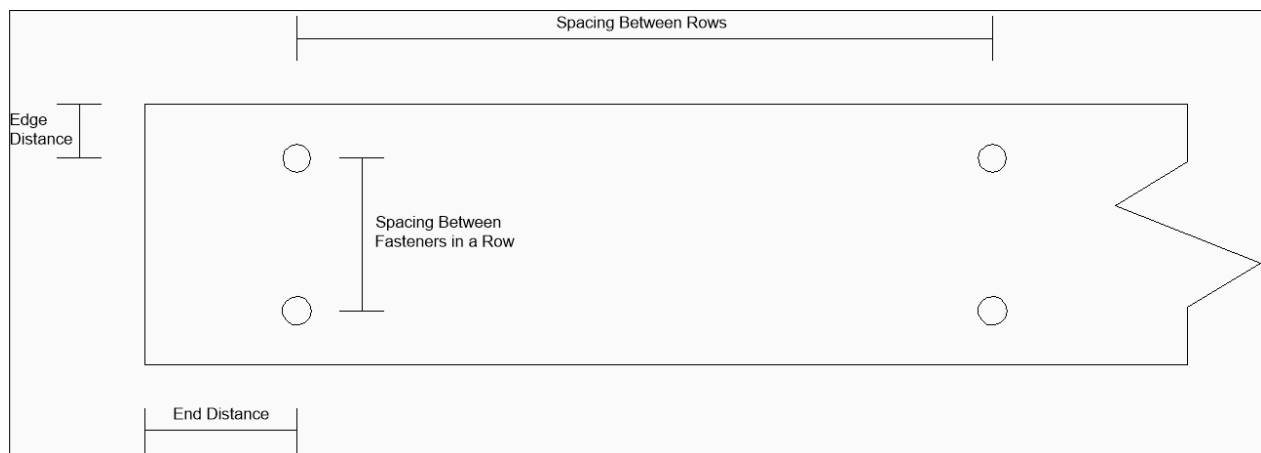 Spacing Between Rows
Edge
Distance
Spacing Between
Fasteners in a Row
End Distance